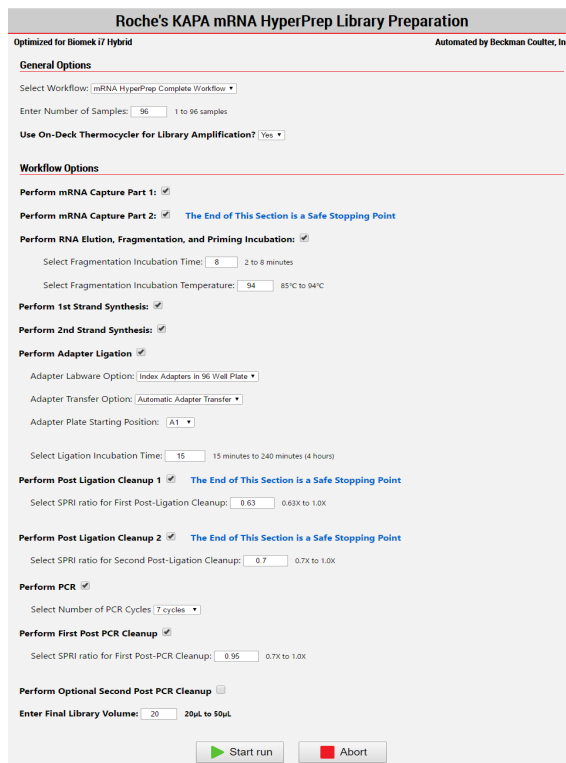 Roche's KAPA mRNA HyperPrep Library Preparation
Optimized for Biomek i7 Hybrid Automated by Beckman Coulter, In
General Options
Select Workflow: mRNA HyperPrep Complete Workflow
Enter Number of Samples: 96 1 to 96 samples
Use On-Deck Thermocycler for Library Amplification? Yes
Workflow Options
Perform mRNA Capture Part 1:
Perform mRNA Capture Part 2: The End of This Section is a Safe Stopping Point
Perform RNA Elution, Fragmentation, and Priming Incubation:
Select Fragmentation Incubation Time: 8 2 to 8 minutes
Select Fragmentation Incubation Temperature: 94 85°C to 94°C
Perform 1st Strand Synthesis:
Perform 2nd Strand Synthesis:
Perform Adapter Ligation
Adapter Labware Option: Index Adapters in 96 Well Plate
Adapter Transfer Option: Automatic Adapter Transfer
Adapter Plate Starting Position: A1
Select Ligation Incubation Time: 15 15 minutes to 240 minutes (4 hours)
Perform Post Ligation Cleanup 1 The End of This Section is a Safe Stopping Point
Select SPRI ratio for First Post-Ligation Cleanup: 0.63 0.63X to 1.0X
Perform Post Ligation Cleanup 2 The End of This Section is a Safe Stopping Point
Select SPRI ratio for Second Post-Ligation Cleanup: 0.7 0.7X to 1.0X
Perform PCR
Select Number of PCR Cycles 7 cycles
Perform First Post PCR Cleanup
Select SPRI ratio for First Post-PCR Cleanup: 0.95 0.7X to 1.0X
Perform Optional Second Post PCR Cleanup
Enter Final Library Volume: 20 20µL to 50µL
Start run Abort